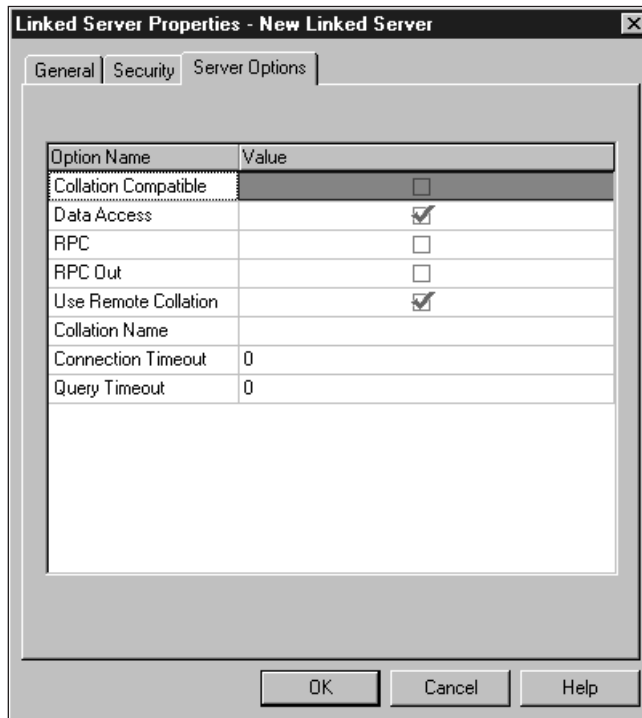 Linked Server Properties - New Linked Server
General Security Server Options
Option Name Value
Collation Compatible
Data Access
RPC
RPC Out
Use Remote Collation
Collation Name
Connection Timeout 0
Query Timeout 0
OK Cancel Help